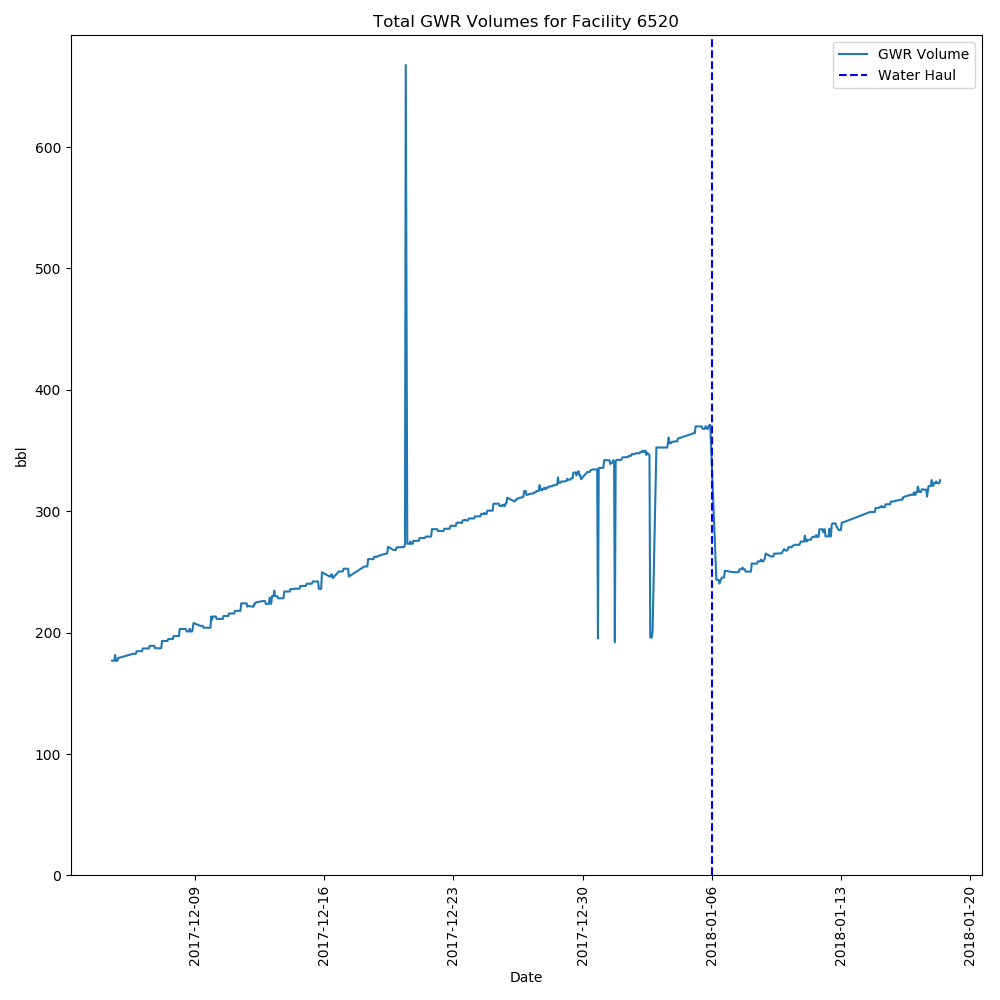 Total GWR Volumes for Facility 6520
GWR Volume
Water Haul
bbl
600
500
400
300
200
100
0
2017-12-09
2017-12-16
2017-12-23
2017-12-30
2018-01-06
2018-01-13
2018-01-20
Date